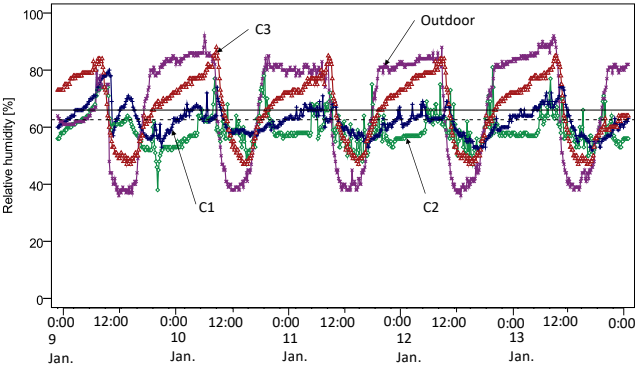 Relative humidity [%]
100
80
60
40
20
0
C3
Outdoor
C1
C2
0:00 12:00 0:00 12:00 0:00 12:00 0:00 12:00 0:00 12:00 0:00
9 10 11 12 13
Jan. Jan. Jan. Jan. Jan.